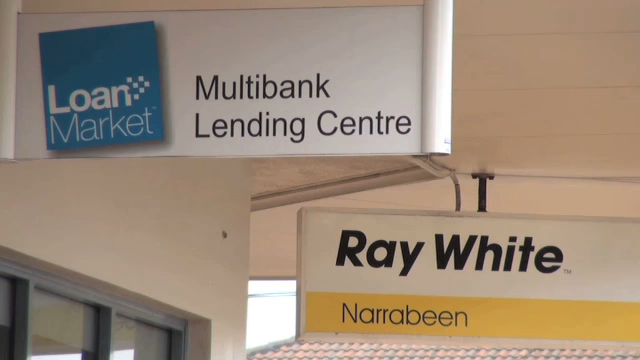 Loan
Market
Multibank
Lending Centre
Ray White
Narrabeen